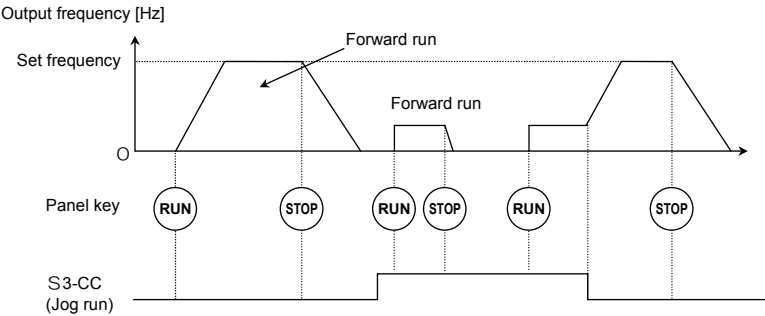 Output frequency [Hz]
Forward run
Set frequency
Forward run
0
Panel key
RUN
STOP
RUN
STOP
RUN
STOP
S3-CC
(Jog run)